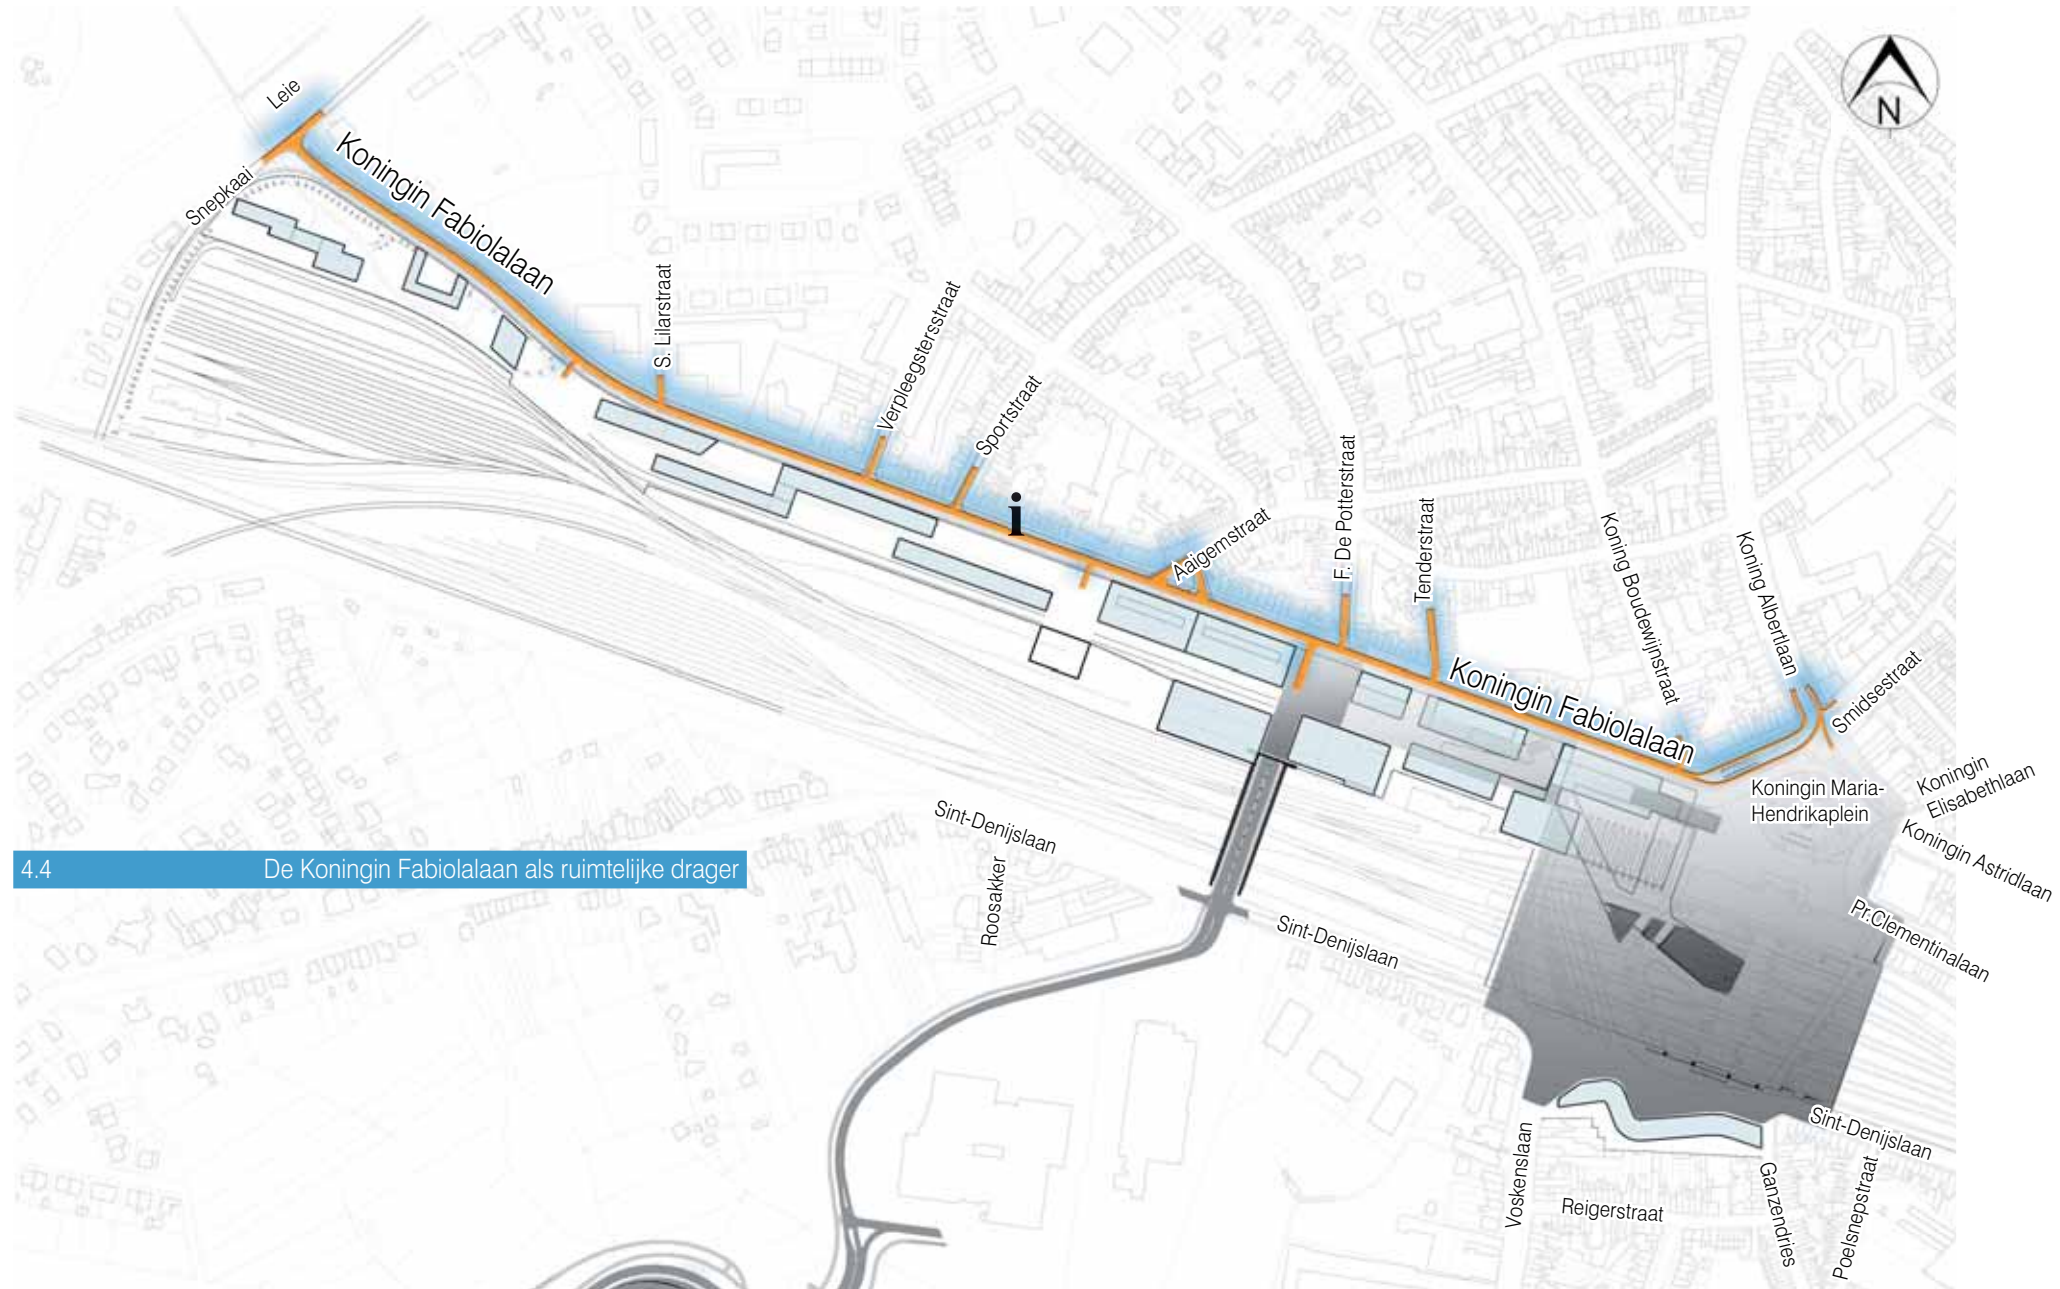 N
Leie
Snepkaai
Koningin Fabiolalaan
S. Lilarstraat
Verpleegstersstraat
Sportstraat
i
Aaigemstraat
F. De Potterstraat
Tenderstraat
Koning Boudewijnstraat
Koning Albertlaan
Smidsestraat
Koningin Fabiolalaan
Koningin Maria-
Hendrikaplein
Koningin
Elisabethlaan
Koningin Astridlaan
Pr.Clementinalaan
Sint-Denijslaan
Roosakker
4.4 De Koningin Fabiolalaan als ruimtelijke drager
Sint-Denijslaan
Sint-Denijslaan
Voskenslaan
Reigerstraat
Ganzendries
Poelsnepstraat